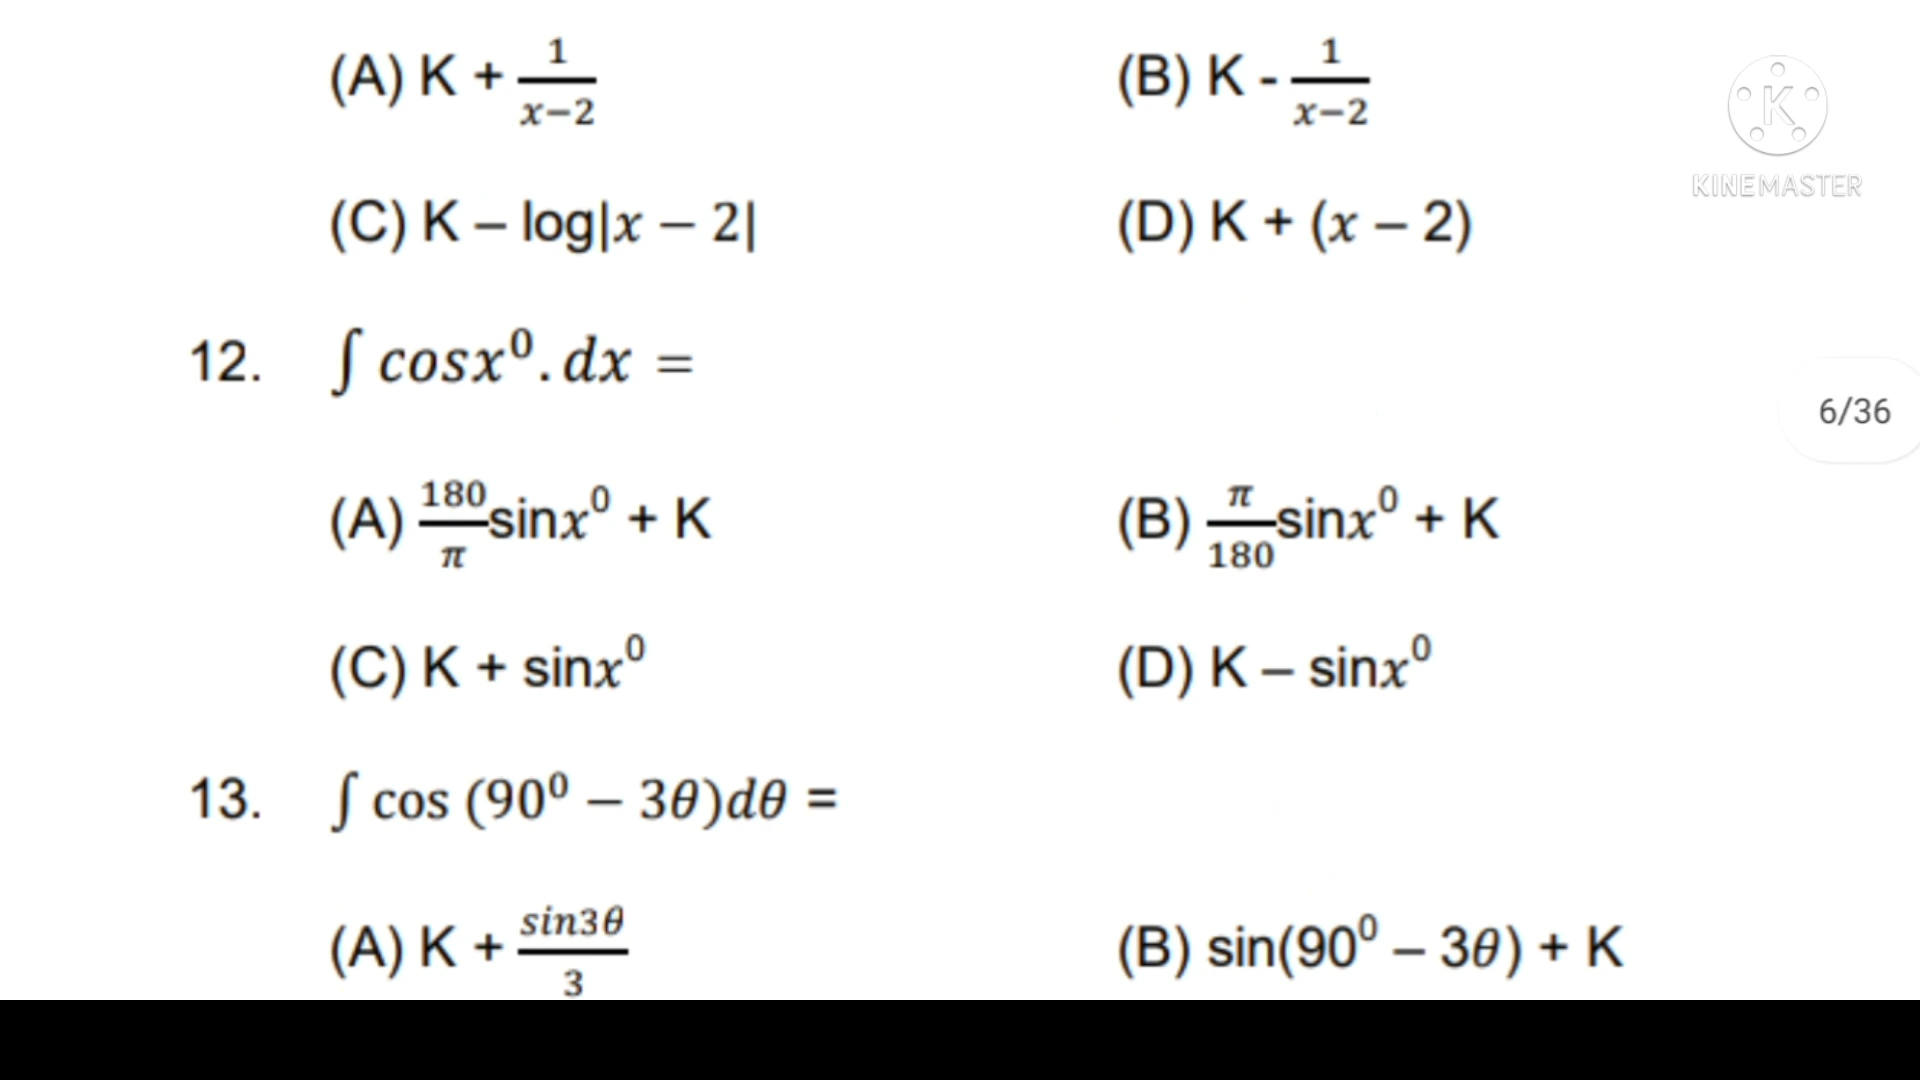 (A) K + 1/(x−2) (B) K - 1/(x−2)
K
KINEMASTER
(C) K – log|x − 2| (D) K + (x – 2)
12. ∫ cosx⁰. dx =
6/36
(A) 180/π sinx⁰ + K (B) π/180 sinx⁰ + K
(C) K + sinx⁰ (D) K – sinx⁰
13. ∫ cos (90⁰ − 3θ)dθ =
(A) K + sin3θ/3 (B) sin(90⁰ – 3θ) + K